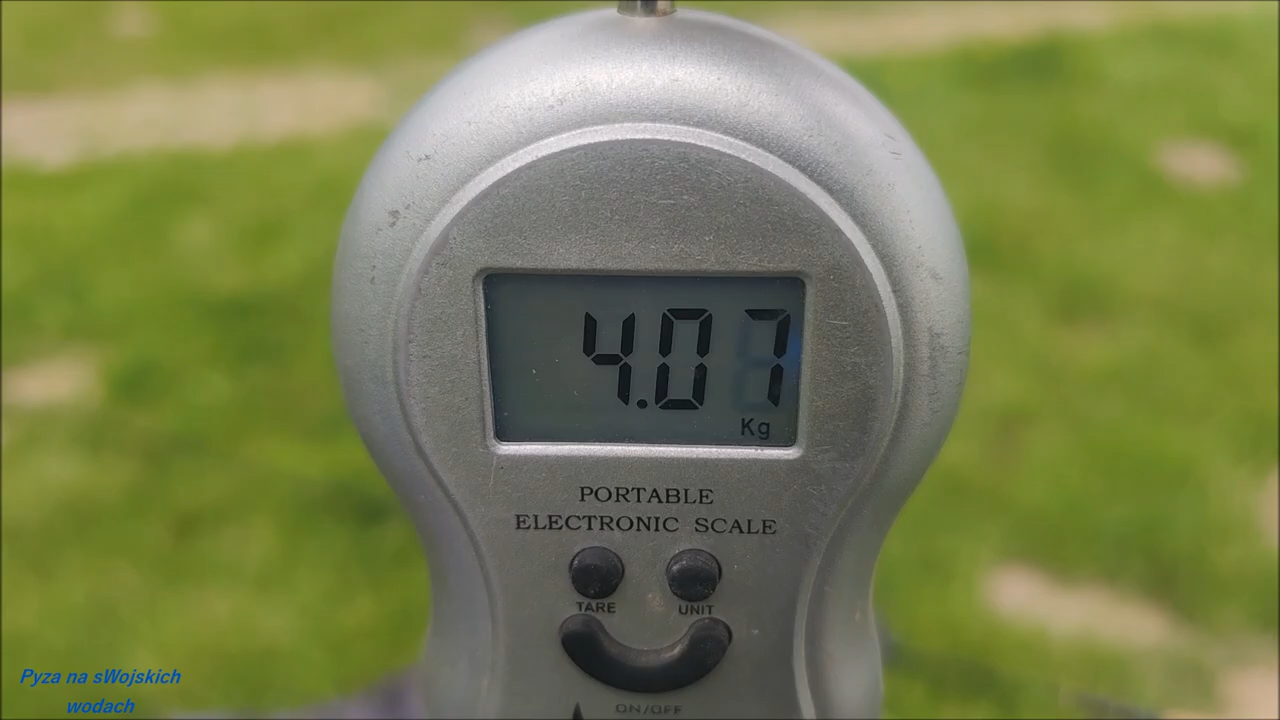 4.07
Kg
PORTABLE
ELECTRONIC SCALE
TARE UNIT
ON/OFF
Pyza na sWojskich
wodach